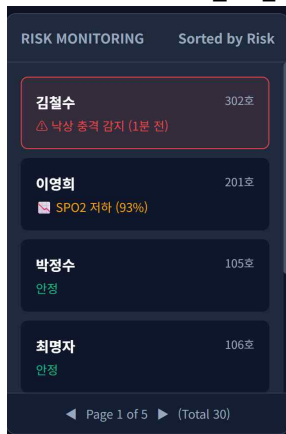 RISK MONITORING Sorted by Risk
김철수 302호
⚠ 낙상 충격 감지 (1분 전)
이영희 201호
📉 SPO2 저하 (93%)
박정수 105호
안정
최명자 106호
안정
◀ Page 1 of 5 ▶ (Total 30)